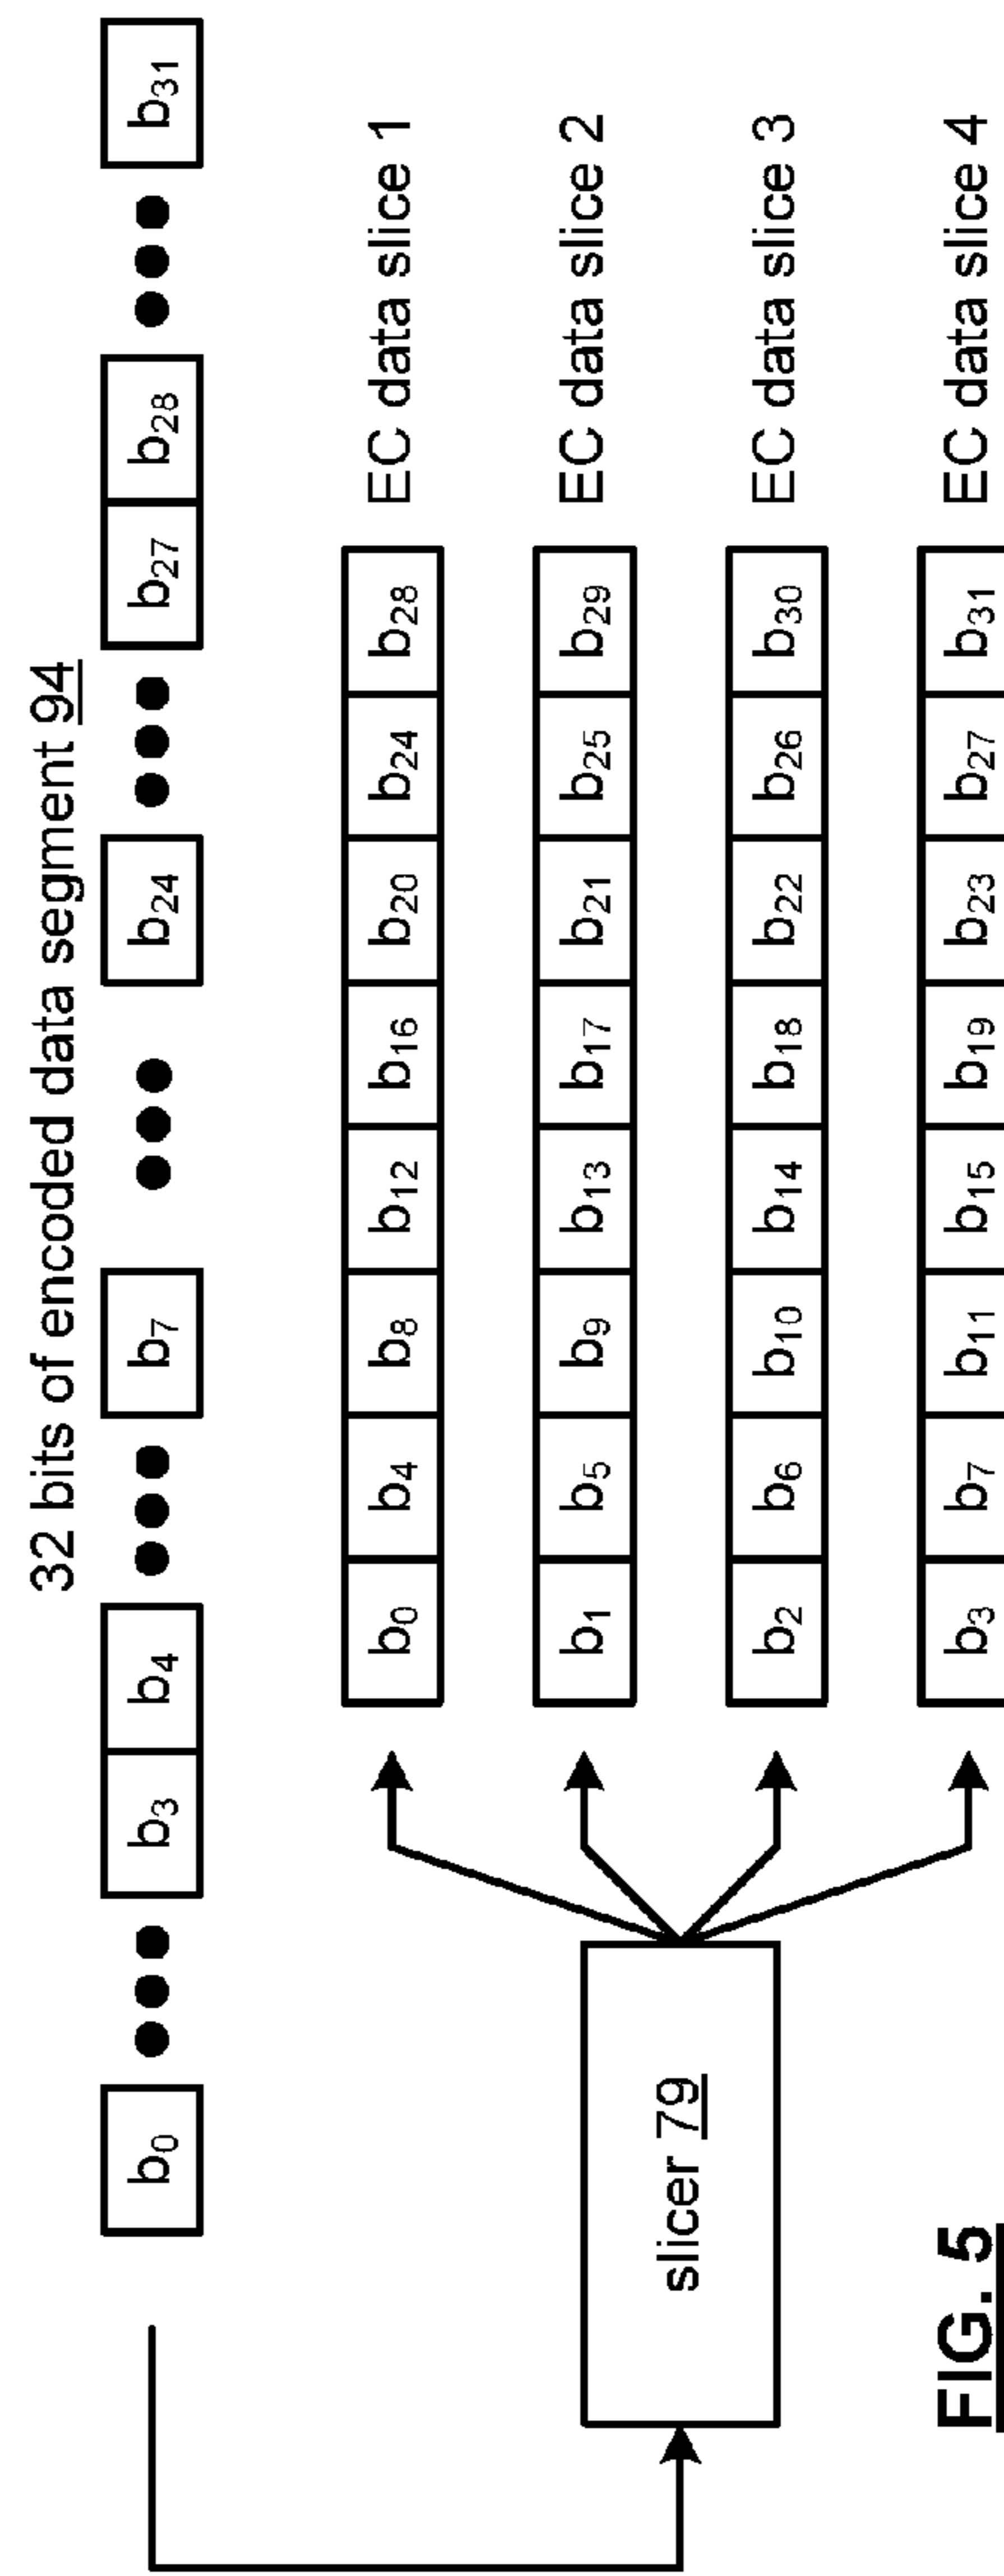 32 bits of encoded data segment 94
b0 ●●● b3 b4 ●●● b7 ●●● b24 ●●● b27 b28 ●●● b31
b0 b4 b8 b12 b16 b20 b24 b28 EC data slice 1
b1 b5 b9 b13 b17 b21 b25 b29 EC data slice 2
slicer 79
b2 b6 b10 b14 b18 b22 b26 b30 EC data slice 3
b3 b7 b11 b15 b19 b23 b27 b31 EC data slice 4
FIG. 5